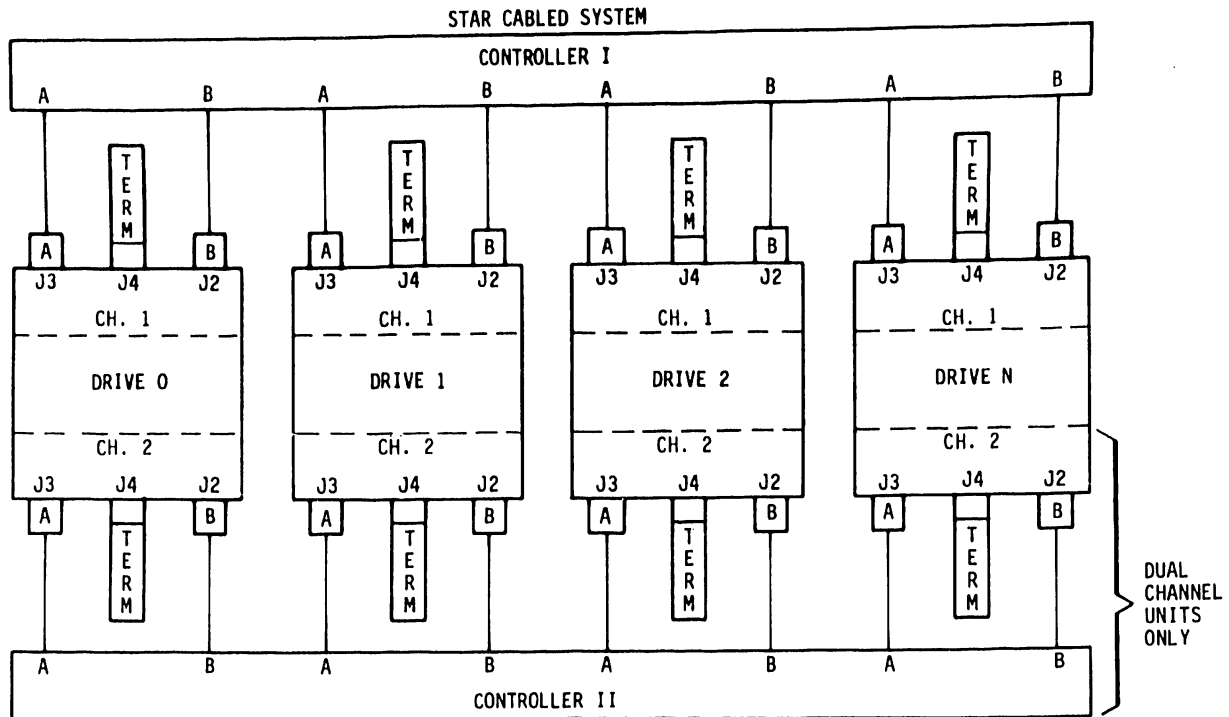 STAR CABLED SYSTEM
CONTROLLER I
A B A B A B A B
TERM TERM TERM TERM
A B A B A B A B
J3 J4 J2 J3 J4 J2 J3 J4 J2 J3 J4 J2
CH. 1 CH. 1 CH. 1 CH. 1
DRIVE 0 DRIVE 1 DRIVE 2 DRIVE N
CH. 2 CH. 2 CH. 2 CH. 2
J3 J4 J2 J3 J4 J2 J3 J4 J2 J3 J4 J2
A B A B A B A B
TERM TERM TERM TERM
DUAL
CHANNEL
UNITS
ONLY
A B A B A B A B
CONTROLLER II